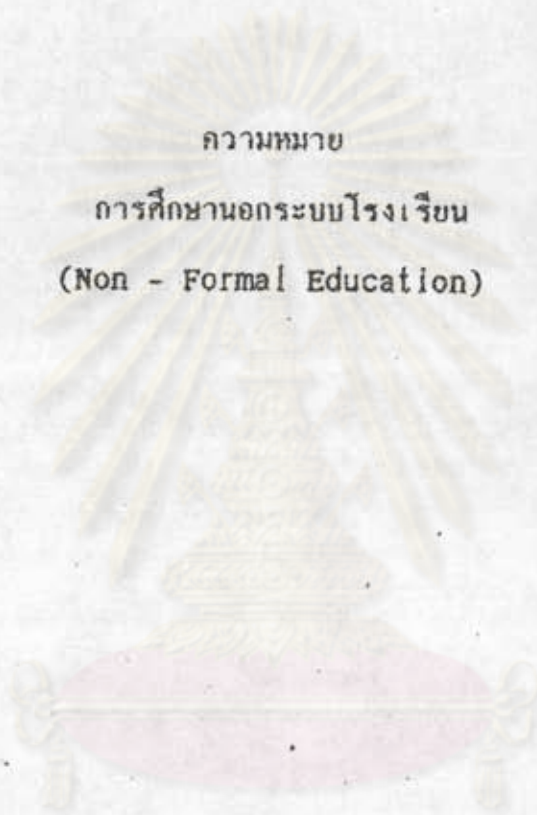 ความหมาย
การศึกษานอกระบบโรงเรียน
(Non - Formal Education)